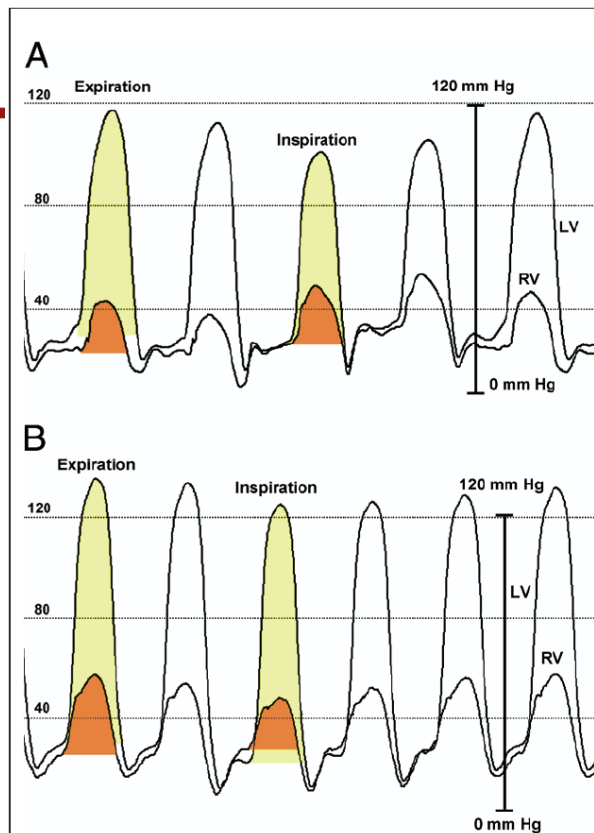 A
Expiration
120 mm Hg
120
Inspiration
80
LV
RV
40
0 mm Hg
B
Expiration
Inspiration
120 mm Hg
120
LV
80
RV
40
0 mm Hg